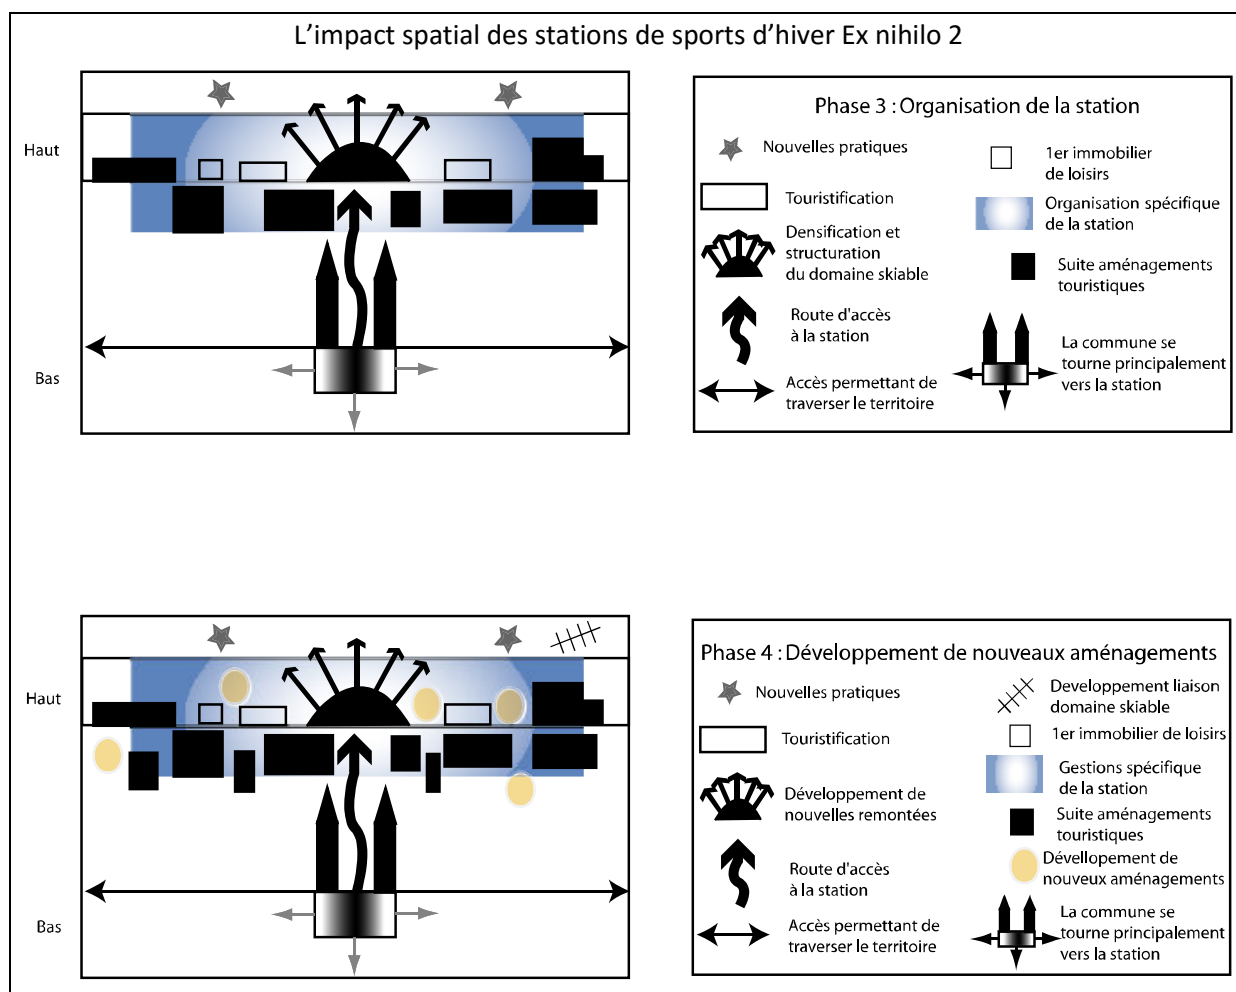 L'impact spatial des stations de sports d'hiver Ex nihilo 2
Haut
Bas
Phase 3 : Organisation de la station
Nouvelles pratiques
Touristification
Densification et
structuration
du domaine skiable
Route d'accès
à la station
Accès permettant de
traverser le territoire
1er immobilier
de loisirs
Organisation spécifique
de la station
Suite aménagements
touristiques
La commune se
tourne principalement
vers la station
Haut
Bas
Phase 4 : Développement de nouveaux aménagements
Nouvelles pratiques
Touristification
Développement de
nouvelles remontées
Route d'accès
à la station
Accès permettant de
traverser le territoire
Developpement liaison
domaine skiable
1er immobilier de loisirs
Gestions spécifique
de la station
Suite aménagements
touristiques
Dévellopement de
nouveux aménagements
La commune se
tourne principalement
vers la station